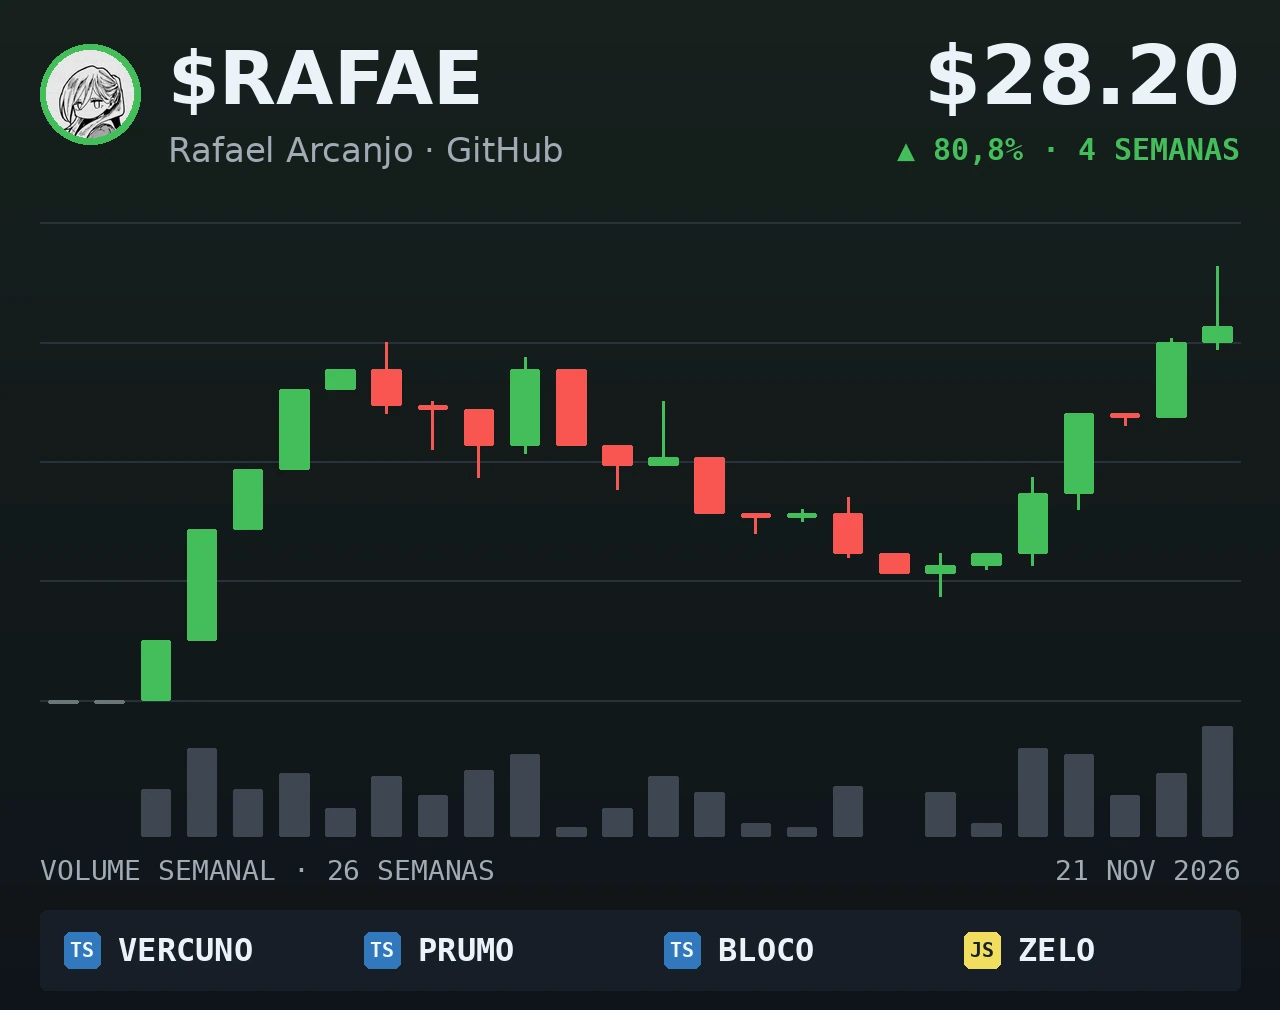 $RAFAE
$28.20
Rafael Arcanjo · GitHub
▲ 80,8% · 4 SEMANAS
VOLUME SEMANAL · 26 SEMANAS
21 NOV 2026
TS VERCUNO
TS PRUMO
TS BLOCO
JS ZELO